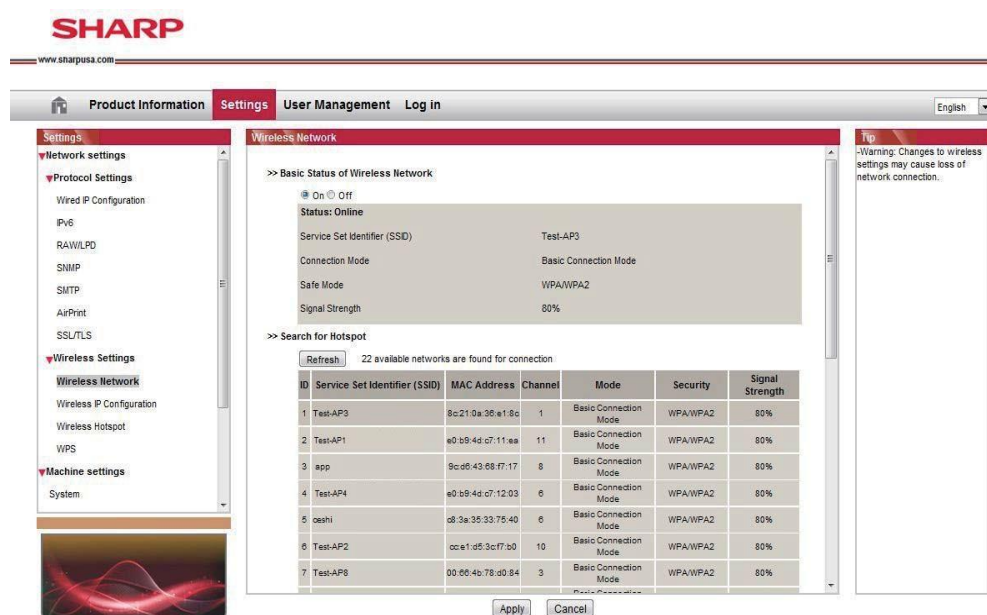 SHARP
www.sharpusa.com
Product Information Settings User Management Log in English
Settings
Network settings
Protocol Settings
Wired IP Configuration
IPv6
RAW/LPD
SNMP
SMTP
AirPrint
SSL/TLS
Wireless Settings
Wireless Network
Wireless IP Configuration
Wireless Hotspot
WPS
Machine settings
System
Wireless Network
>> Basic Status of Wireless Network
On Off
Status: Online
Service Set Identifier (SSID) Test-AP3
Connection Mode Basic Connection Mode
Safe Mode WPA/WPA2
Signal Strength 80%
>> Search for Hotspot
Refresh 22 available networks are found for connection
ID Service Set Identifier (SSID) MAC Address Channel Mode Security Signal Strength
1 Test-AP3 8c:21:0a:36:e1:8c 1 Basic Connection Mode WPA/WPA2 80%
2 Test-AP1 e0:b9:4d:c7:11:ea 11 Basic Connection Mode WPA/WPA2 80%
3 app 9c:d6:43:68:f7:17 8 Basic Connection Mode WPA/WPA2 80%
4 Test-AP4 e0:b9:4d:c7:12:03 6 Basic Connection Mode WPA/WPA2 80%
5 ceshi c8:3a:35:33:75:40 6 Basic Connection Mode WPA/WPA2 80%
6 Test-AP2 cc:e1:d5:3c:f7:b0 10 Basic Connection Mode WPA/WPA2 80%
7 Test-AP8 00:66:4b:78:d0:84 3 Basic Connection Mode WPA/WPA2 80%
Apply Cancel
Tip
-Warning: Changes to wireless
settings may cause loss of
network connection.